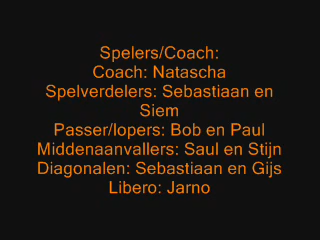 Spelers/Coach:
Coach: Natascha
Spelverdelers: Sebastiaan en
Siem
Passer/lopers: Bob en Paul
Middenaanvallers: Saul en Stijn
Diagonalen: Sebastiaan en Gijs
Libero: Jarno